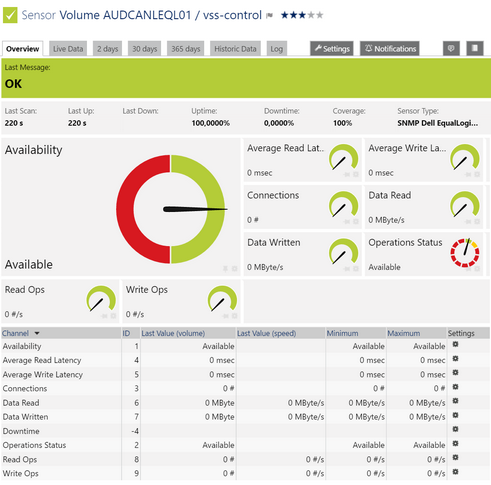 Sensor Volume AUDCANLEQL01 / vss-control
Overview Live Data 2 days 30 days 365 days Historic Data Log Settings Notifications
Last Message:
OK
Last Scan: Last Up: Last Down: Uptime: Downtime: Coverage: Sensor Type:
220 s 220 s 100,0000% 0,0000% 100% SNMP Dell EqualLogi...
Availability
Available
Average Read Lat..
0 msec
Average Write La...
0 msec
Connections
0 #
Data Read
0 MByte/s
Data Written
0 MByte/s
Operations Status
Available
Read Ops
0 #/s
Write Ops
0 #/s
Channel ID Last Value (volume) Last Value (speed) Minimum Maximum Settings
Availability 1 Available Available Available
Average Read Latency 4 0 msec 0 msec 0 msec
Average Write Latency 5 0 msec 0 msec 0 msec
Connections 3 0 # 0 # 0 #
Data Read 6 0 MByte 0 MByte/s 0 MByte/s 0 MByte/s
Data Written 7 0 MByte 0 MByte/s 0 MByte/s 0 MByte/s
Downtime -4
Operations Status 2 Available Available Available
Read Ops 8 0 # 0 #/s 0 #/s 0 #/s
Write Ops 9 0 # 0 #/s 0 #/s 0 #/s